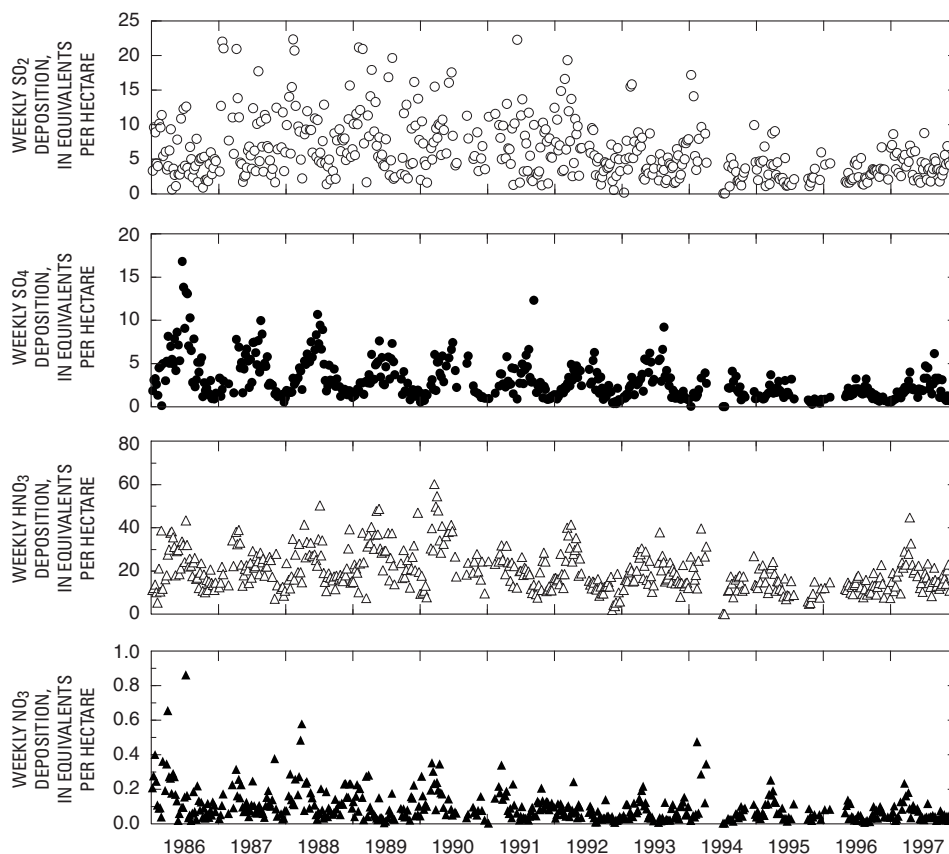 WEEKLY SO2
DEPOSITION,
IN EQUIVALENTS
PER HECTARE
25
20
15
10
5
0
WEEKLY SO4
DEPOSITION,
IN EQUIVALENTS
PER HECTARE
20
15
10
5
0
WEEKLY HNO3
DEPOSITION,
IN EQUIVALENTS
PER HECTARE
80
60
40
20
0
WEEKLY NO3
DEPOSITION,
IN EQUIVALENTS
PER HECTARE
1.0
0.8
0.6
0.4
0.2
0.0
1986 1987 1988 1989 1990 1991 1992 1993 1994 1995 1996 1997